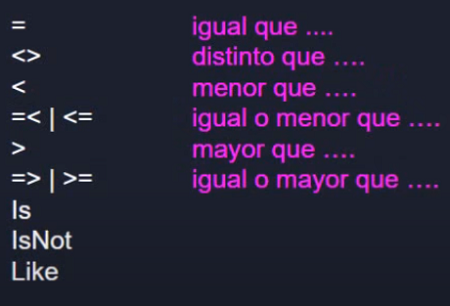 = igual que ....
<> distinto que ....
< menor que ....
=< | <= igual o menor que ....
> mayor que ....
=> | >= igual o mayor que ....
Is
IsNot
Like